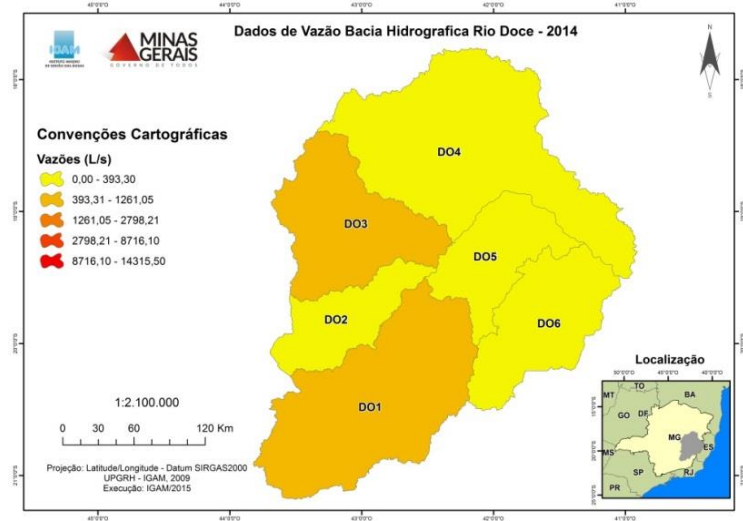 Dados de Vazão Bacia Hidrografica Rio Doce - 2014
IGAM
MINAS
GERAIS
GOVERNO DE TODOS
N
S
Convenções Cartográficas
Vazões (L/s)
0,00 - 393,30
393,31 - 1261,05
1261,05 - 2798,21
2798,21 - 8716,10
8716,10 - 14315,50
DO4
DO3
DO5
DO2
DO6
DO1
1:2.100.000
0 30 60 120 Km
Projeção: Latitude/Longitude - Datum SIRGAS2000
UPGRH - IGAM, 2009
Execução: IGAM/2015
Localização
MT
TO
BA
GO
DF
MG
ES
MS
SP
RJ
PR